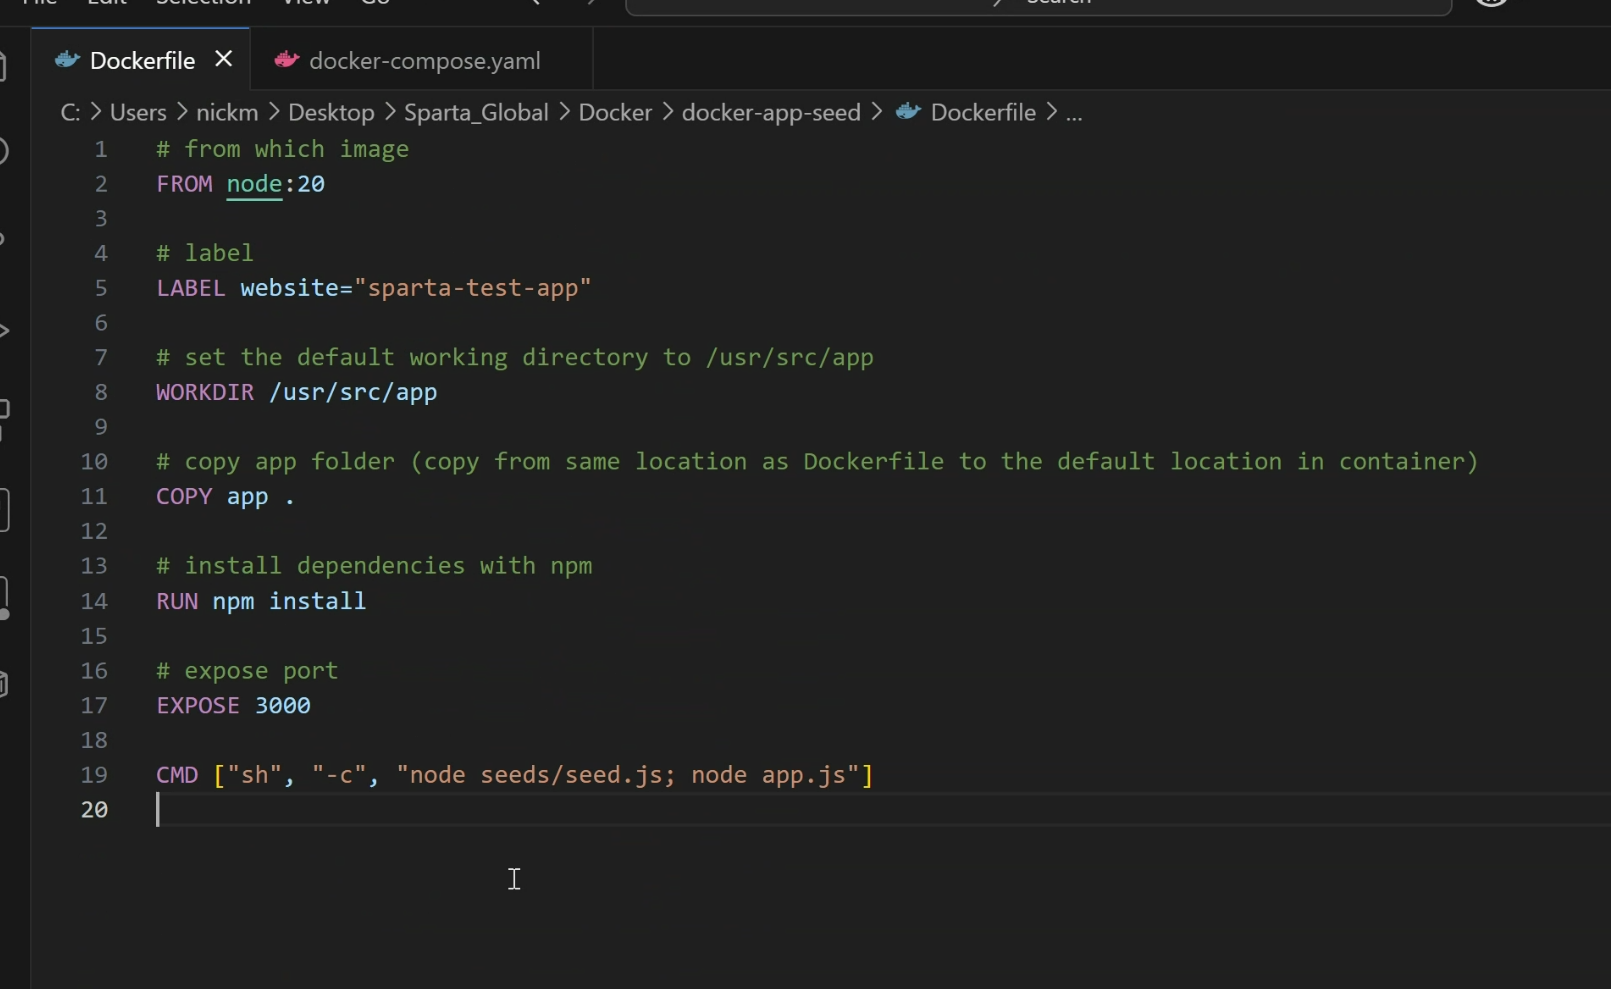 File Edit Selection View Go Search
Dockerfile docker-compose.yaml
C: > Users > nickm > Desktop > Sparta_Global > Docker > docker-app-seed > Dockerfile > ...
1 # from which image
2 FROM node:20
3
4 # label
5 LABEL website="sparta-test-app"
6
7 # set the default working directory to /usr/src/app
8 WORKDIR /usr/src/app
9
10 # copy app folder (copy from same location as Dockerfile to the default location in container)
11 COPY app .
12
13 # install dependencies with npm
14 RUN npm install
15
16 # expose port
17 EXPOSE 3000
18
19 CMD ["sh", "-c", "node seeds/seed.js; node app.js"]
20